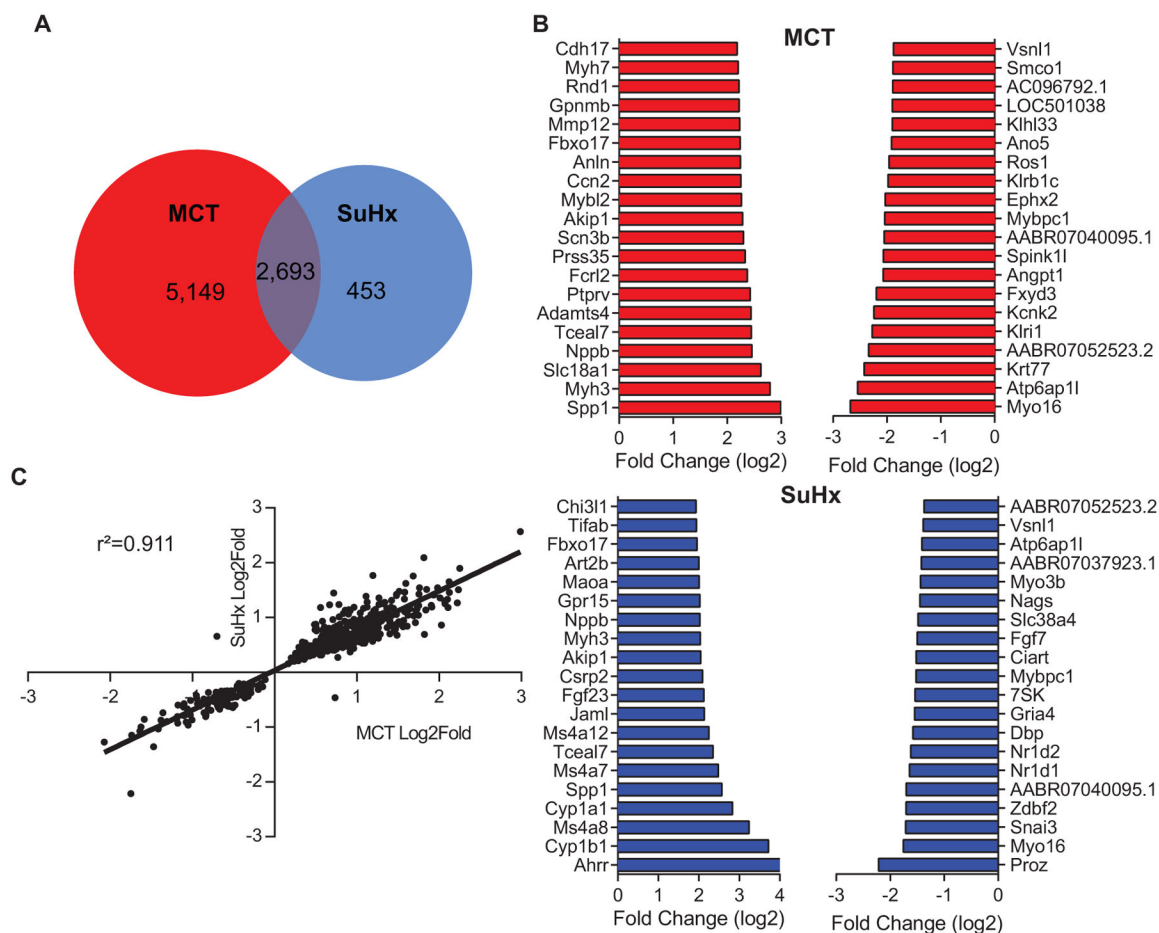 A
MCT
SuHx
5,149
2,693
453
B
MCT
Cdh17
Myh7
Rnd1
Gpnmb
Mmp12
Fbxo17
Anln
Ccn2
Mybl2
Akip1
Scn3b
Prss35
Fcrl2
Ptprv
Adamts4
Tceal7
Nppb
Slc18a1
Myh3
Spp1
0 1 2 3
Fold Change (log2)
Vsnl1
Smco1
AC096792.1
LOC501038
Klhl33
Ano5
Ros1
Klrb1c
Ephx2
Mybpc1
AABR07040095.1
Spink1l
Angpt1
Fxyd3
Kcnk2
Klri1
AABR07052523.2
Krt77
Atp6ap1l
Myo16
-3 -2 -1 0
Fold Change (log2)
C
r²=0.911
SuHx Log2Fold
3
2
1
-1
-2
-3
-3 -2 -1 1 2 3
MCT Log2Fold
SuHx
Chi3l1
Tifab
Fbxo17
Art2b
Maoa
Gpr15
Nppb
Myh3
Akip1
Csrp2
Fgf23
Jaml
Ms4a12
Tceal7
Ms4a7
Spp1
Cyp1a1
Ms4a8
Cyp1b1
Ahrr
0 1 2 3 4
Fold Change (log2)
AABR07052523.2
Vsnl1
Atp6ap1l
AABR07037923.1
Myo3b
Nags
Slc38a4
Fgf7
Ciart
Mybpc1
7SK
Gria4
Dbp
Nr1d2
Nr1d1
AABR07040095.1
Zdbf2
Snai3
Myo16
Proz
-3 -2 -1 0
Fold Change (log2)